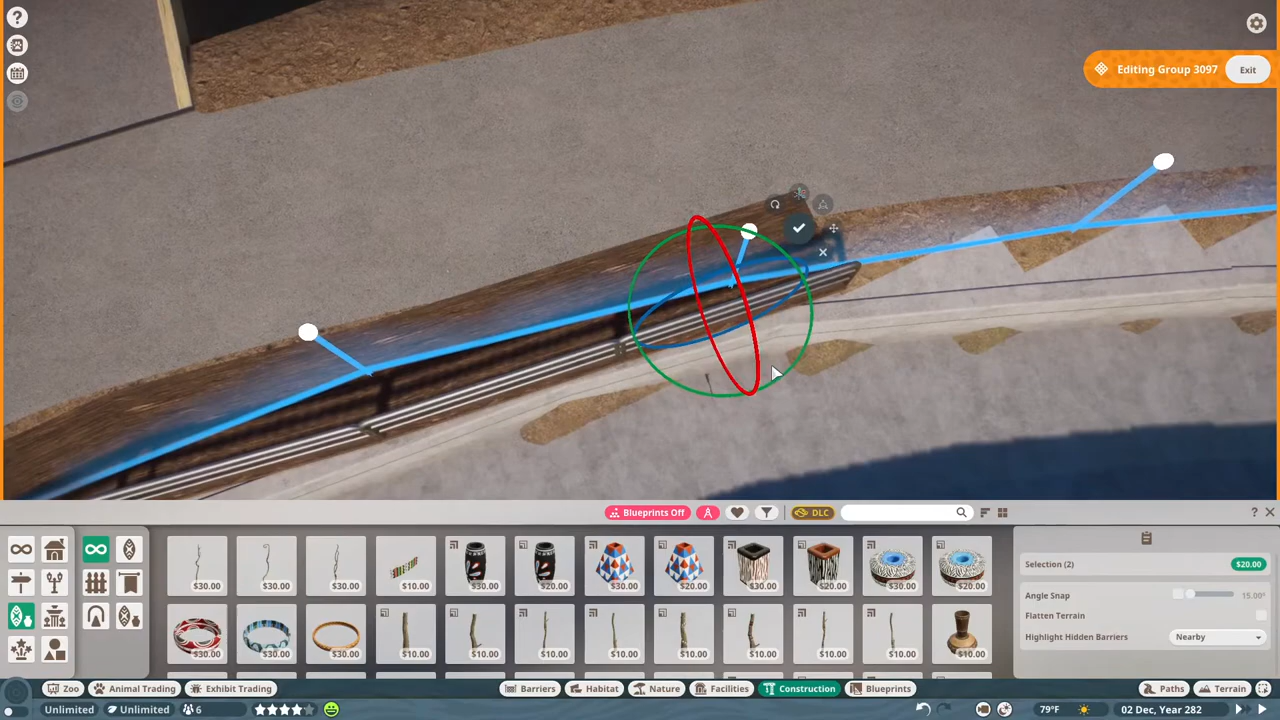 ?
Editing Group 3097
Exit
Blueprints Off
DLC
? ×
$30.00 $30.00 $30.00 $10.00 $30.00 $20.00 $30.00 $20.00 $30.00 $30.00 $30.00 $20.00
$30.00 $30.00 $30.00 $10.00 $10.00 $10.00 $10.00 $10.00 $10.00 $10.00 $10.00 $20.00
Selection (2) $20.00
Angle Snap 15.00°
Flatten Terrain
Highlight Hidden Barriers Nearby
Zoo Animal Trading Exhibit Trading Barriers Habitat Nature Facilities Construction Blueprints Paths Terrain
Unlimited Unlimited 6 79°F 02 Dec, Year 282